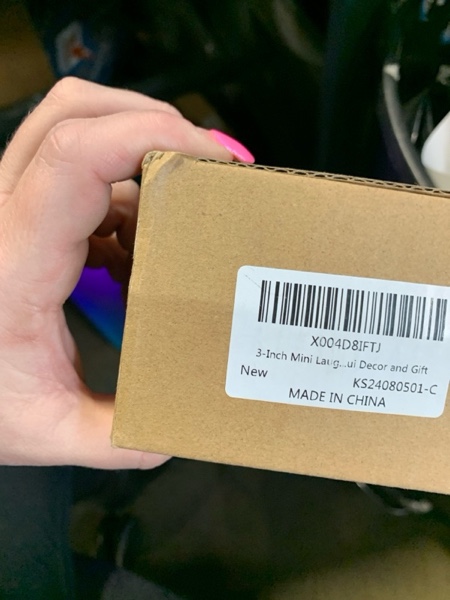 X004D8IFTJ
3-Inch Mini Laug...ui Decor and Gift
New
KS24080501-C
MADE IN CHINA